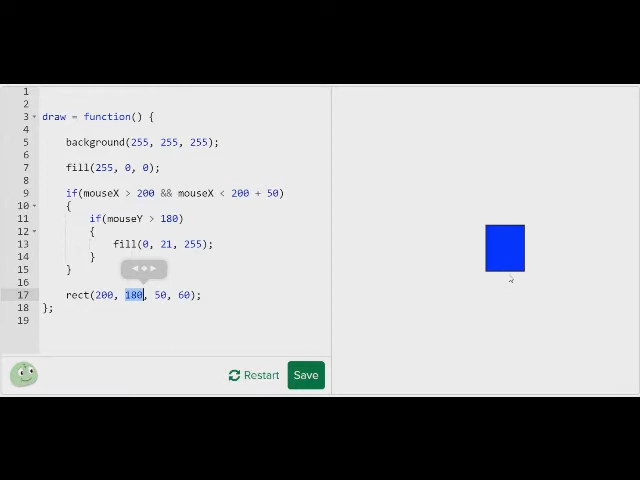 1
2
3 draw = function() {
4
5 background(255, 255, 255);
6
7 fill(255, 0, 0);
8
9 if(mouseX > 200 && mouseX < 200 + 50)
10 {
11 if(mouseY > 180)
12 {
13 fill(0, 21, 255);
14 }
15 }
16
17 rect(200, 180, 50, 60);
18 };
19
Restart
Save